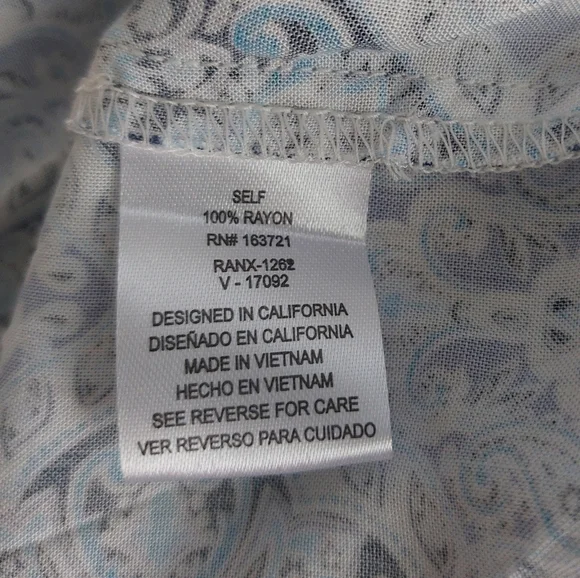 SELF
100% RAYON
RN# 163721
RANX-1262
V - 17092
DESIGNED IN CALIFORNIA
DISEÑADO EN CALIFORNIA
MADE IN VIETNAM
HECHO EN VIETNAM
SEE REVERSE FOR CARE
VER REVERSO PARA CUIDADO